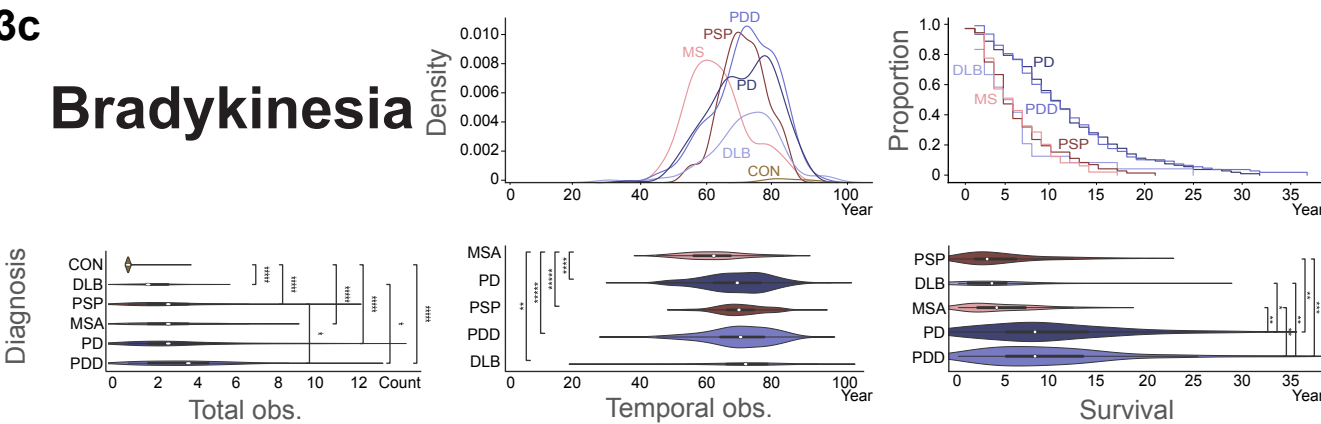 3c
Bradykinesia
Density
0.010
0.008
0.006
0.004
0.002
0
PDD
PSP
MS
PD
DLB
CON
0 20 40 60 80 100
Year
Proportion
1.0
0.8
0.6
0.4
0.2
0
DLB
PD
MS
PDD
PSP
0 5 10 15 20 25 30 35
Year
Diagnosis
CON
DLB
PSP
MSA
PD
PDD
0 2 4 6 8 10 12 Count
Total obs.
MSA
PD
PSP
PDD
DLB
** ***** ***** ****
0 20 40 60 80 100
Year
Temporal obs.
PSP
DLB
MSA
PD
PDD
0 5 10 15 20 25 30 35
Year
Survival